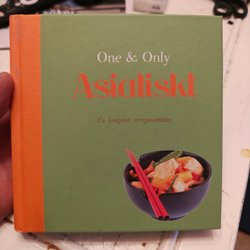 One & Only
Asiatiskt
En komplett receptsamling